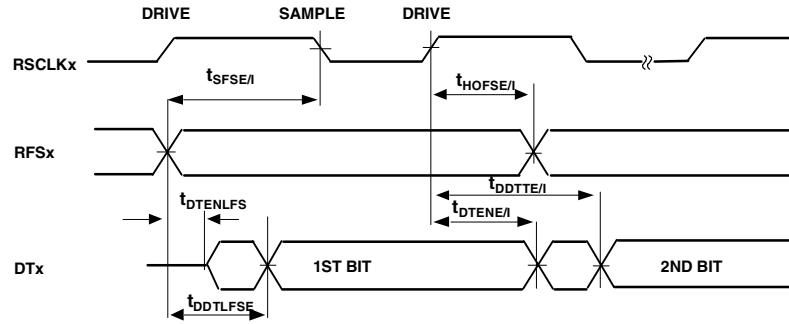 DRIVE SAMPLE DRIVE
RSCLKx
tSFSE/I tHOFSE/I
RFSx
tDDTTE/I
tDTENLFS tDTENE/I
DTx 1ST BIT 2ND BIT
tDDTLFSE